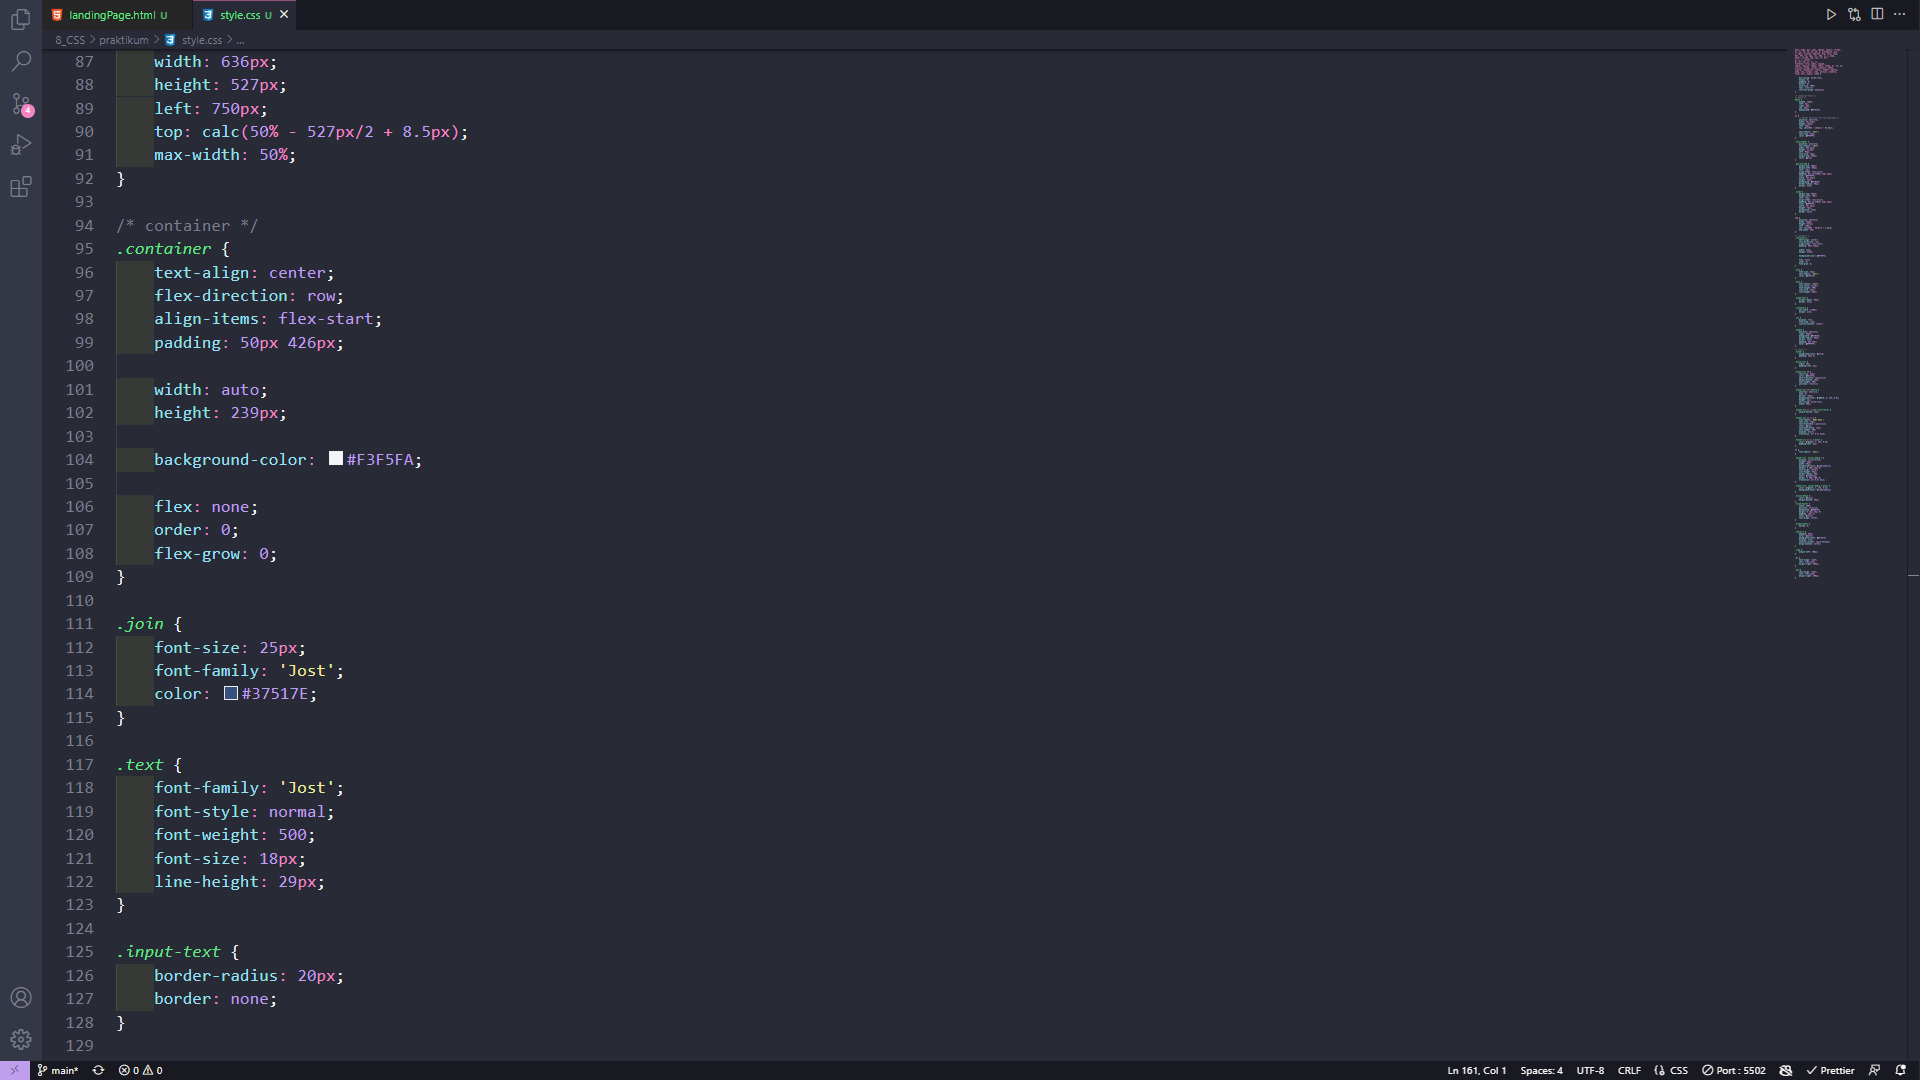 landingPage.html U
style.css U
8_CSS > praktikum > style.css > ...
87 width: 636px;
88 height: 527px;
89 left: 750px;
90 top: calc(50% - 527px/2 + 8.5px);
91 max-width: 50%;
92 }
93
94 /* container */
95 .container {
96 text-align: center;
97 flex-direction: row;
98 align-items: flex-start;
99 padding: 50px 426px;
100
101 width: auto;
102 height: 239px;
103
104 background-color: #F3F5FA;
105
106 flex: none;
107 order: 0;
108 flex-grow: 0;
109 }
110
111 .join {
112 font-size: 25px;
113 font-family: 'Jost';
114 color: #37517E;
115 }
116
117 .text {
118 font-family: 'Jost';
119 font-style: normal;
120 font-weight: 500;
121 font-size: 18px;
122 line-height: 29px;
123 }
124
125 .input-text {
126 border-radius: 20px;
127 border: none;
128 }
129
4
main* 0 0 Ln 161, Col 1 Spaces: 4 UTF-8 CRLF CSS Port : 5502 Prettier